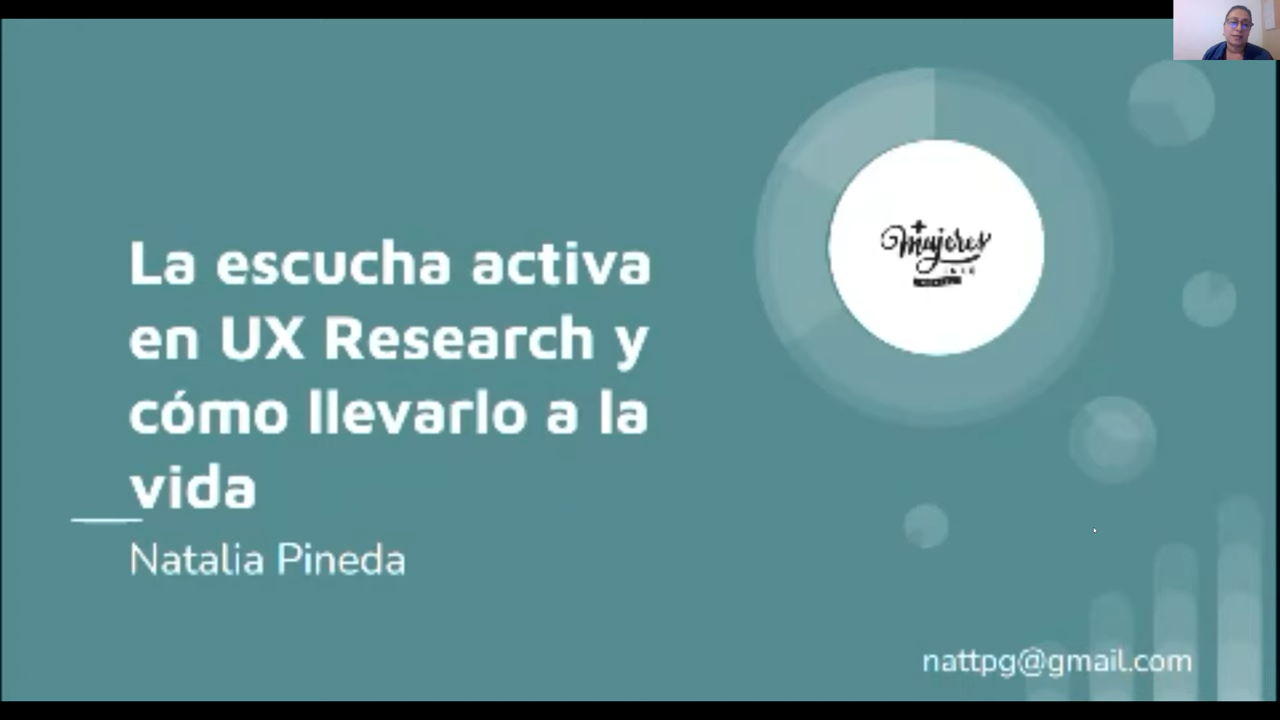 La escucha activa
en UX Research y
cómo llevarlo a la
vida
Natalia Pineda
+
Mujeres
nattpg@gmail.com